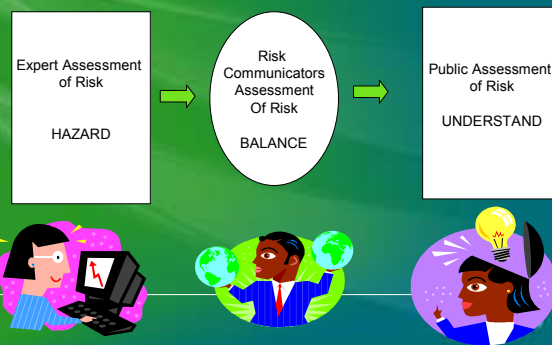 Expert Assessment
of Risk
HAZARD
Risk
Communicators
Assessment
Of Risk
BALANCE
Public Assessment
of Risk
UNDERSTAND